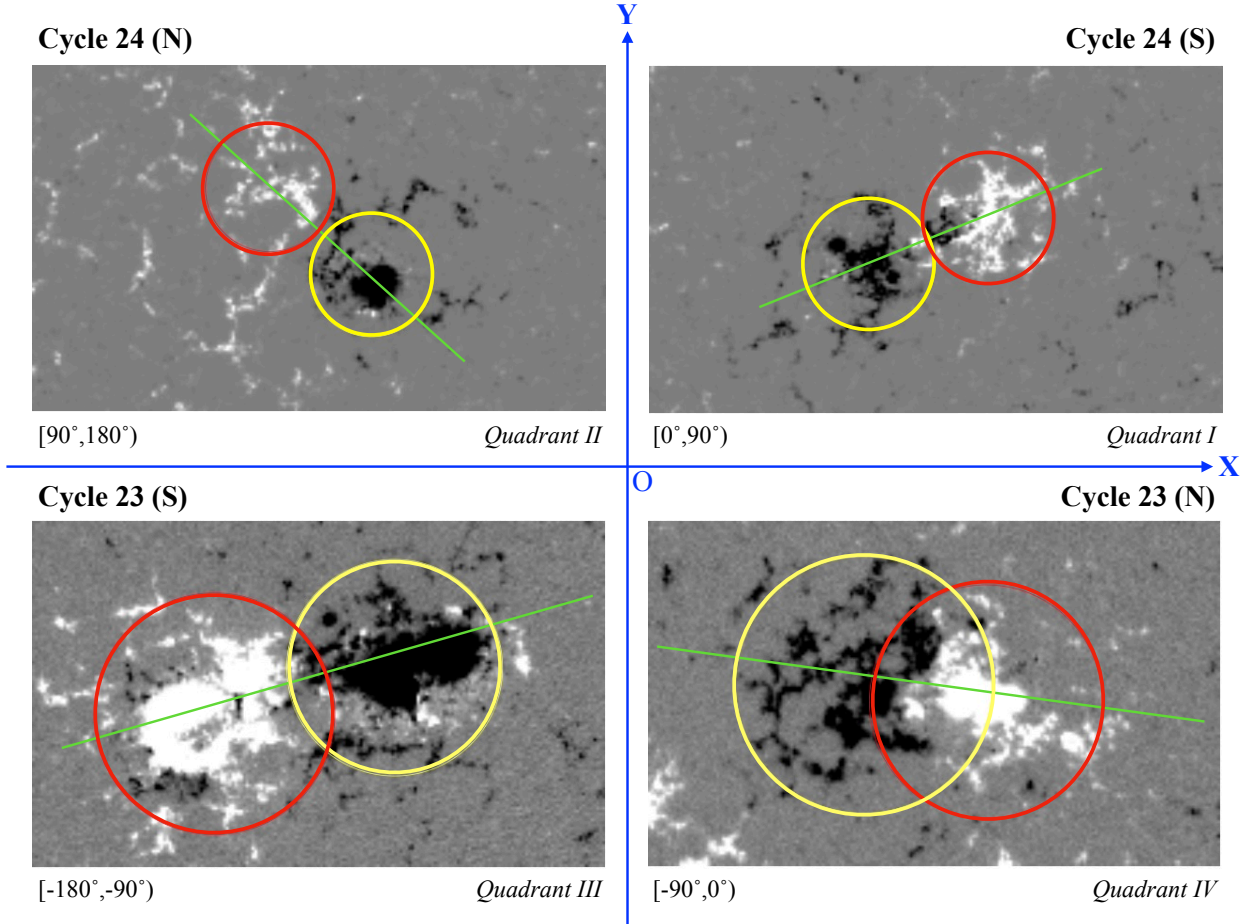 Y
Cycle 24 (N)
Cycle 24 (S)
[90˚,180˚)
Quadrant II
[0˚,90˚)
Quadrant I
X
O
Cycle 23 (S)
Cycle 23 (N)
[-180˚,-90˚)
Quadrant III
[-90˚,0˚)
Quadrant IV